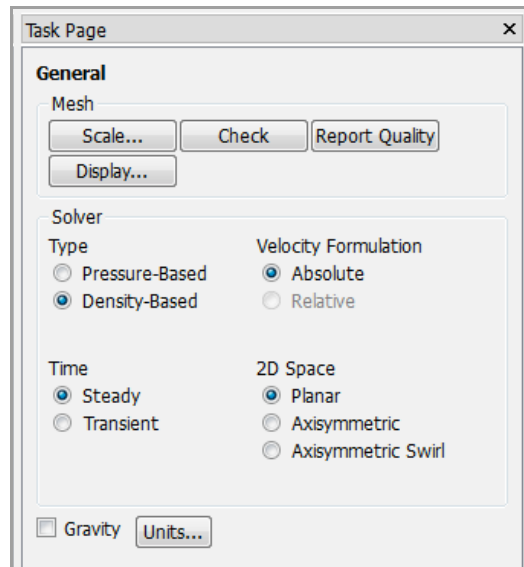 Task Page
General
Mesh
Scale... Check Report Quality
Display...
Solver
Type Velocity Formulation
Pressure-Based Absolute
Density-Based Relative
Time 2D Space
Steady Planar
Transient Axisymmetric
Axisymmetric Swirl
Gravity Units...